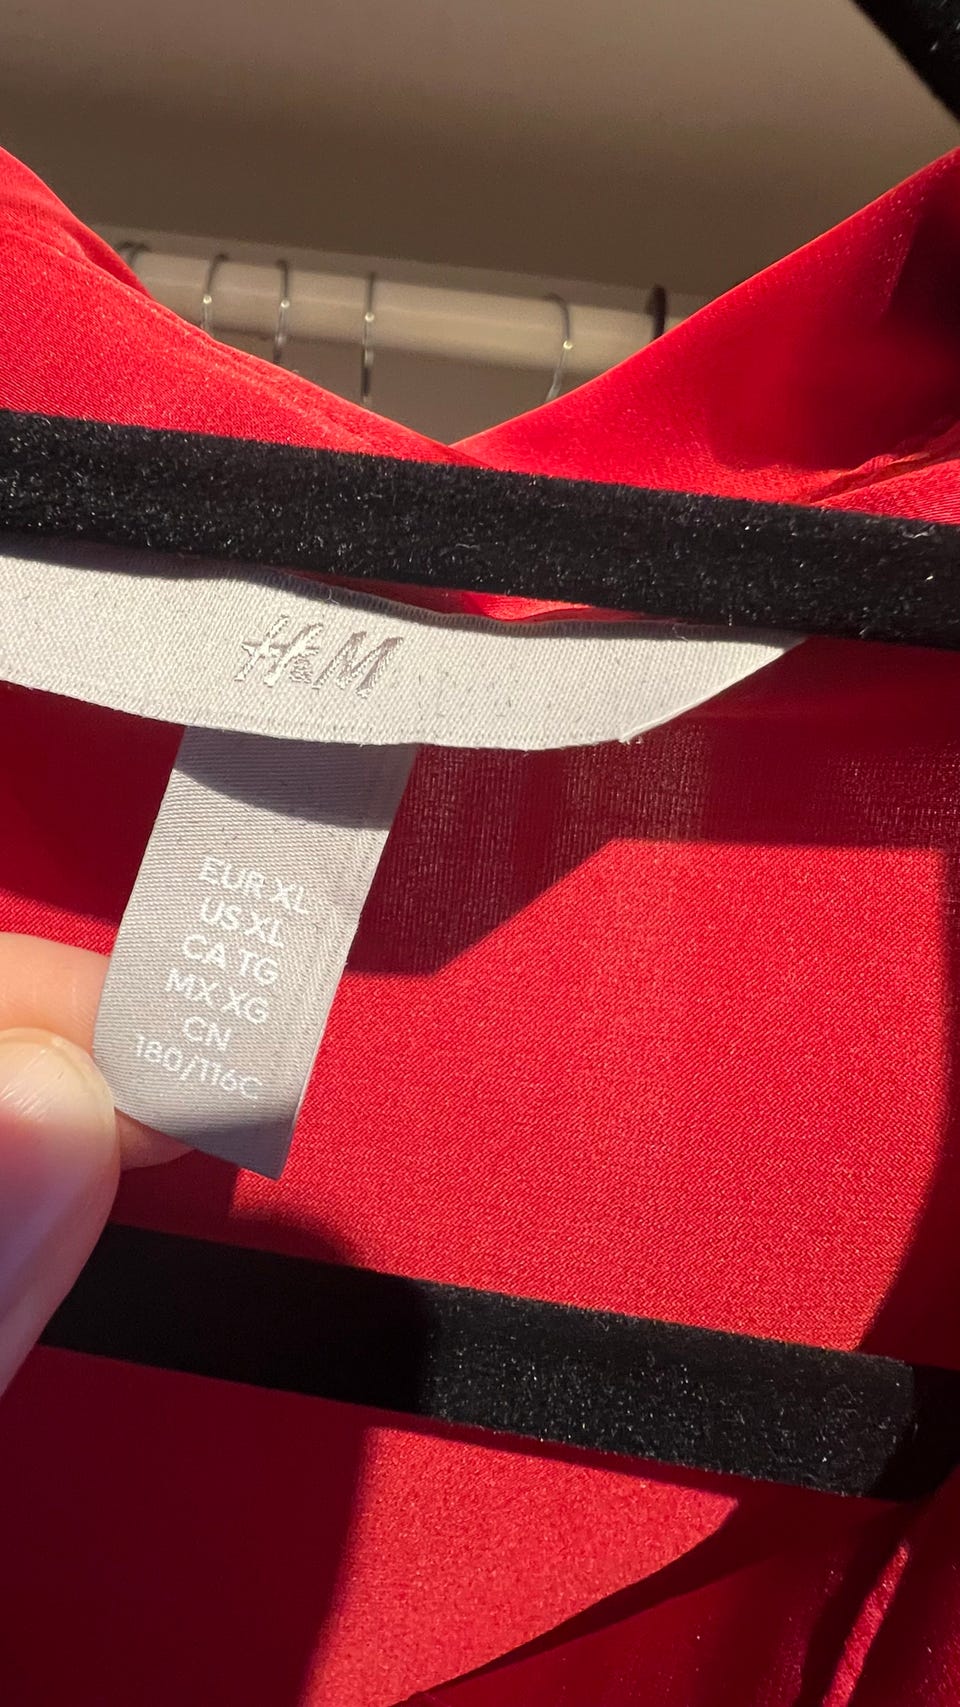 H&M
EUR XL
US XL
CA TG
MX XG
CN
180/116C